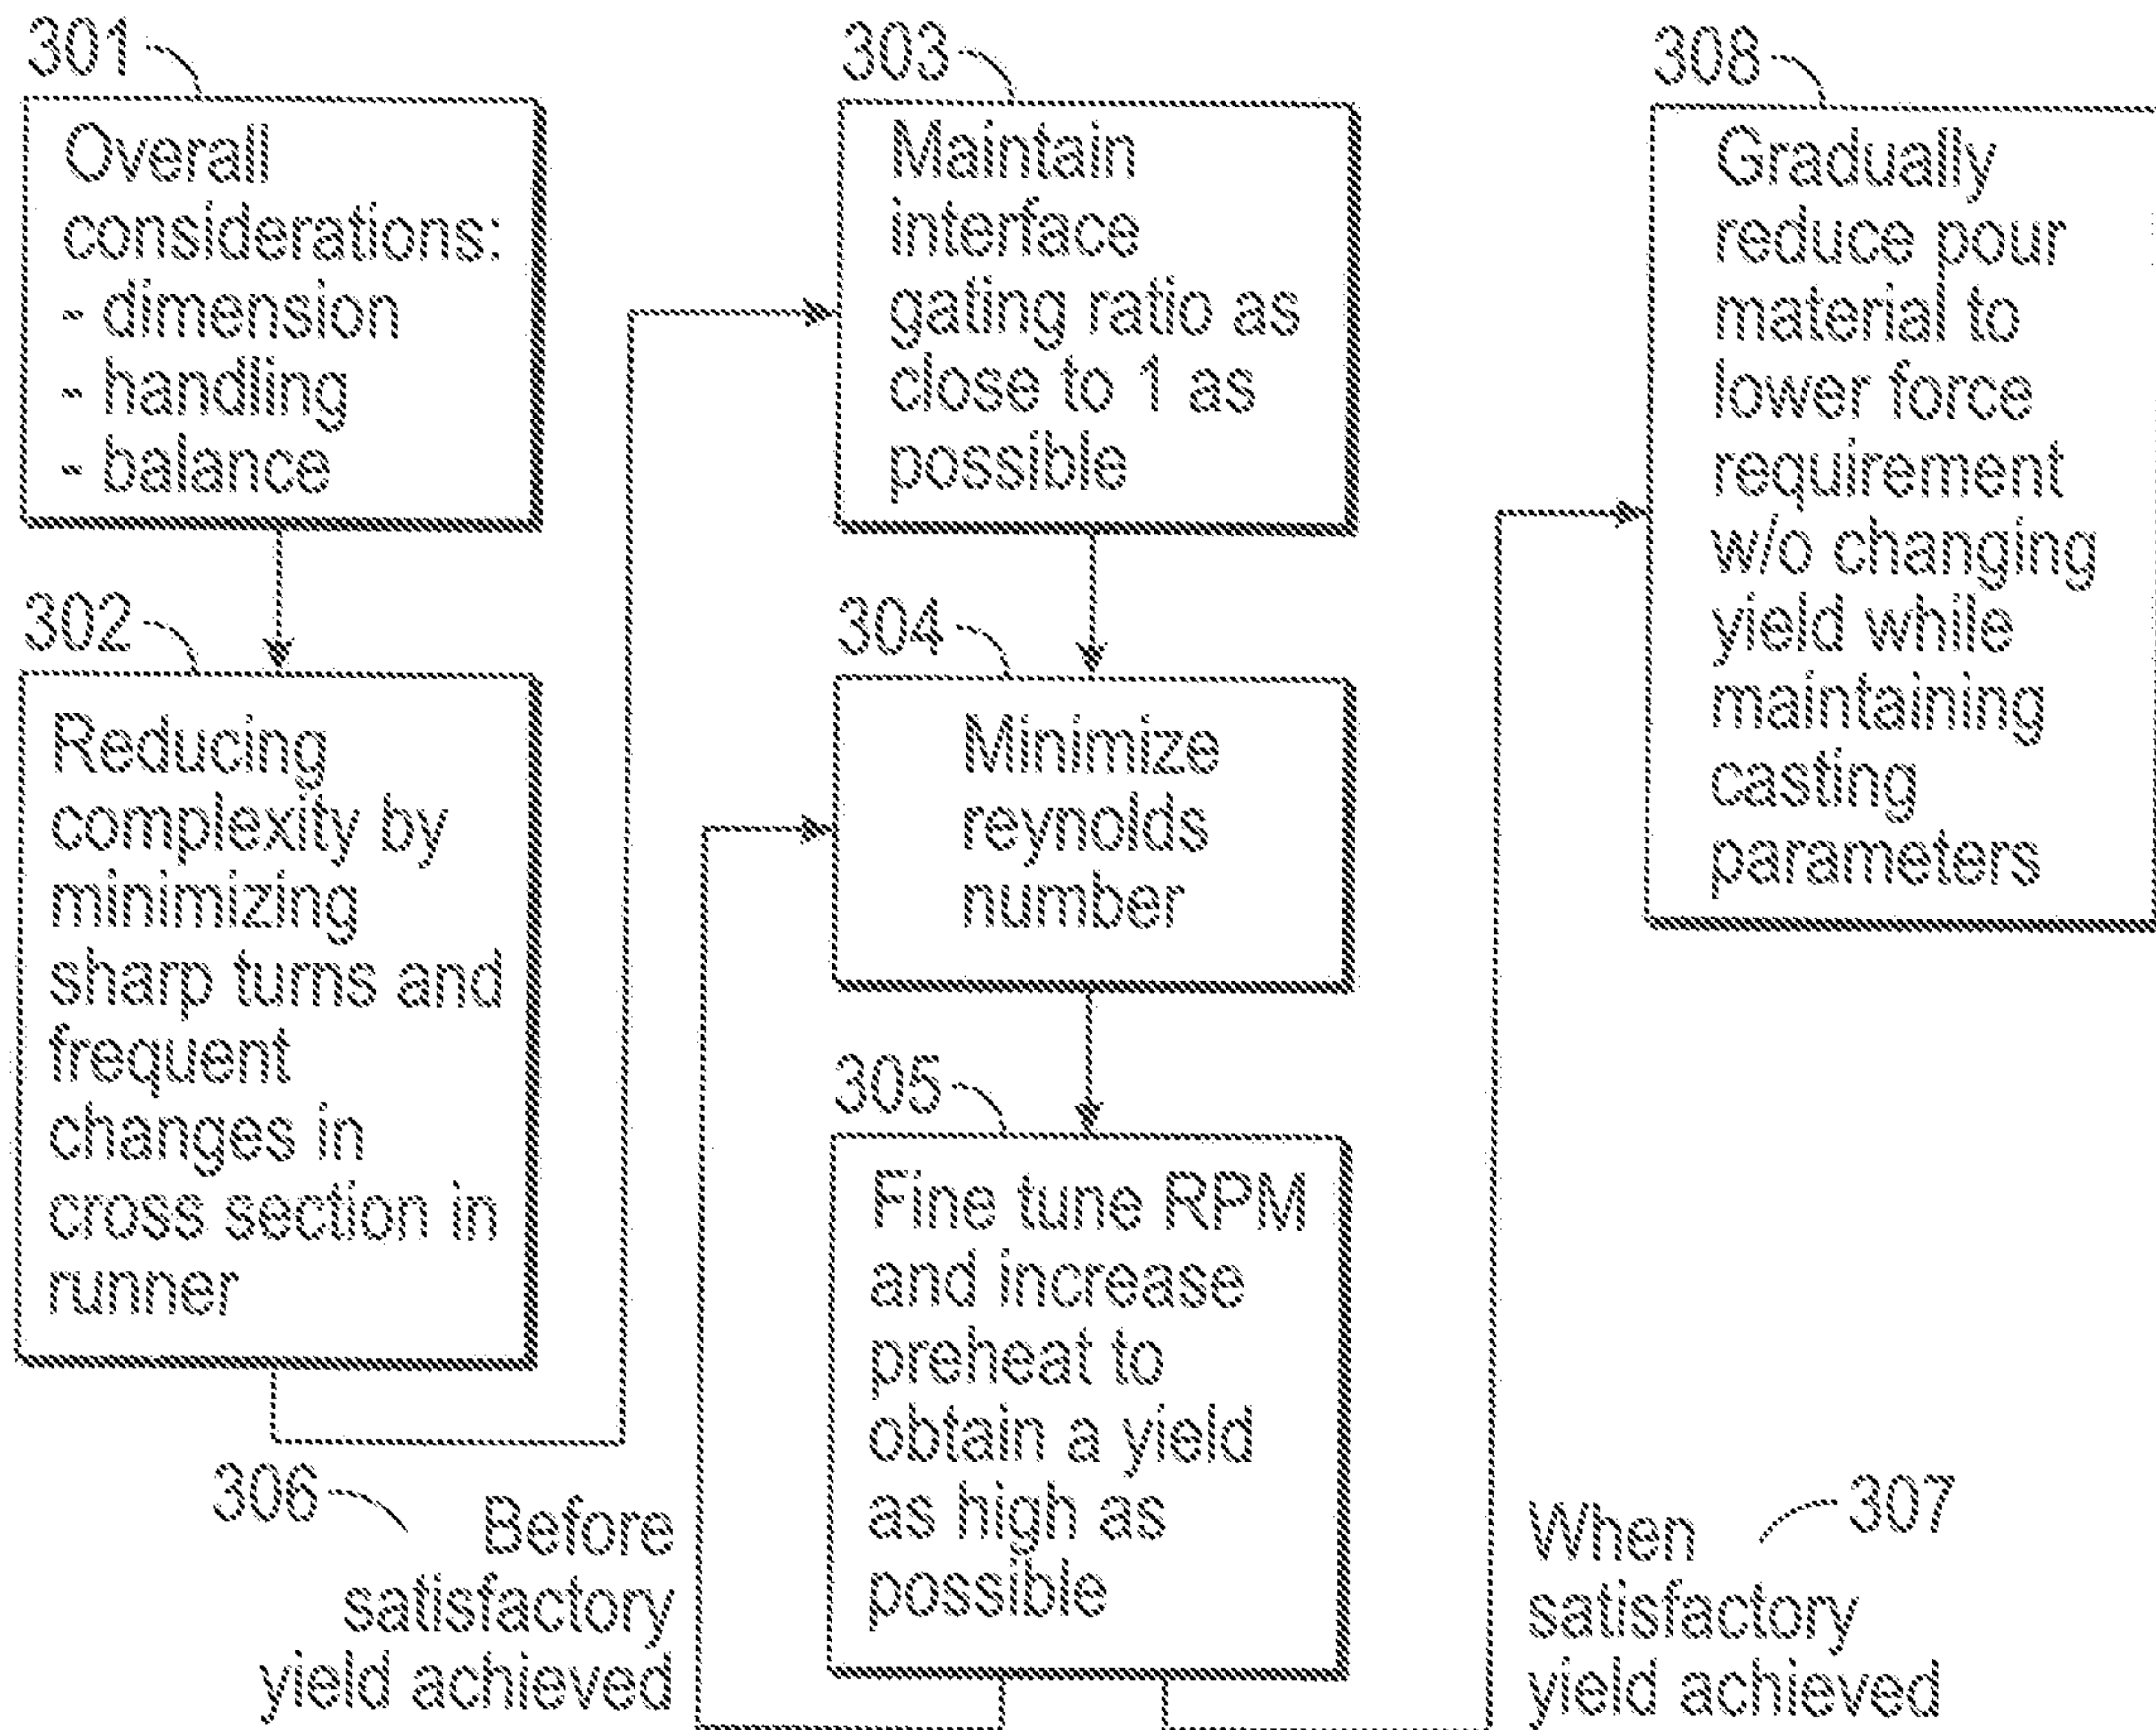 301
Overall
considerations:
- dimension
- handling
- balance
302
Reducing
complexity by
minimizing
sharp turns and
frequent
changes in
cross section in
runner
303
Maintain
interface
gating ratio as
close to 1 as
possible
304
Minimize
reynolds
number
305
Fine tune RPM
and increase
preheat to
obtain a yield
as high as
possible
306
Before
satisfactory
yield achieved
307
When
satisfactory
yield achieved
308
Gradually
reduce pour
material to
lower force
requirement
w/o changing
yield while
maintaining
casting
parameters